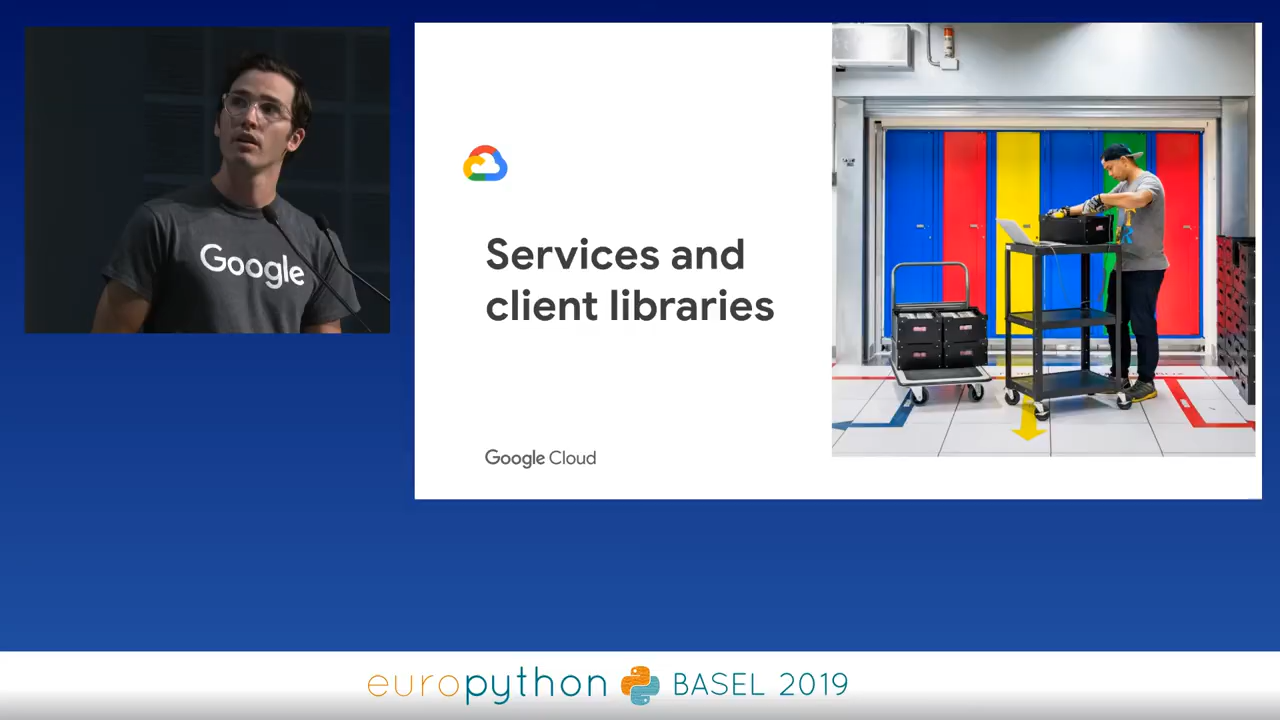 Google
Services and
client libraries
Google Cloud
europython BASEL 2019